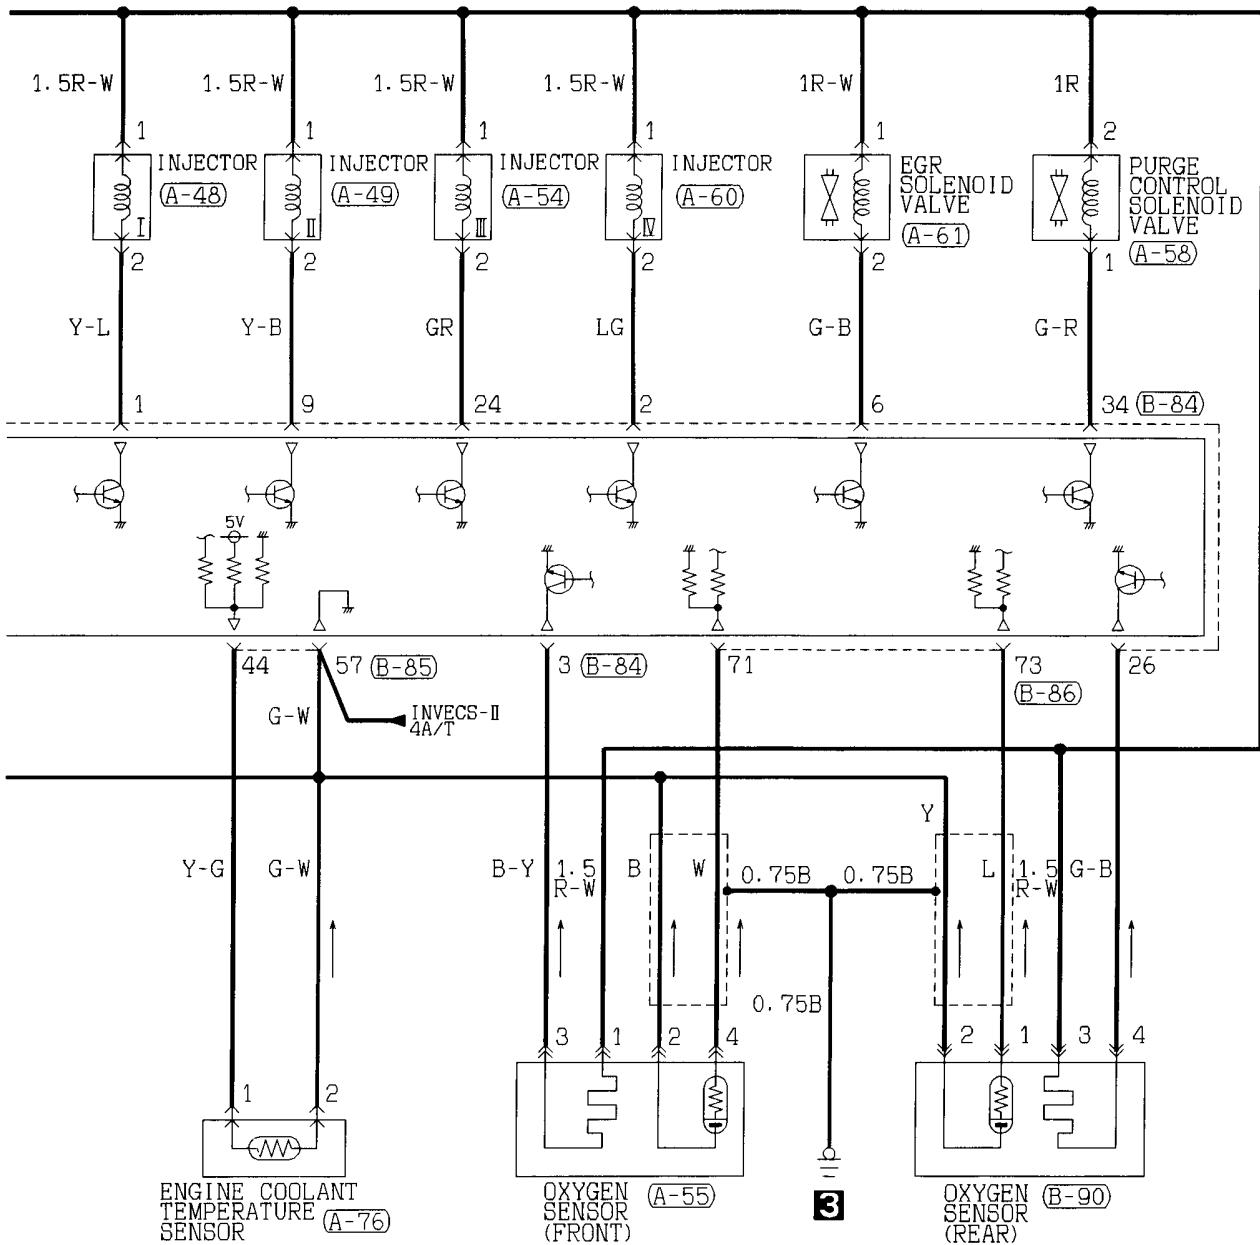 1.5R-W 1.5R-W 1.5R-W 1.5R-W 1R-W 1R
1 1 1 1 1 2
INJECTOR INJECTOR INJECTOR INJECTOR EGR PURGE
SOLENOID CONTROL
VALVE SOLENOID
VALVE
A-48 A-49 A-54 A-60 A-61 A-58
I II III IV
2 2 2 2 2 1
Y-L Y-B GR LG G-B G-R
1 9 24 2 6 34 B-84
5V
44 57 B-85 3 B-84 71 73 26
B-86
G-W INVECS-II
4A/T
Y
Y-G G-W B-Y 1.5 B W 0.75B 0.75B L 1.5 G-B
R-W R-W
0.75B
3 1 2 4 2 1 3 4
1 2
ENGINE COOLANT
TEMPERATURE A-76
SENSOR
OXYGEN A-55
SENSOR
(FRONT)
3
OXYGEN B-90
SENSOR
(REAR)